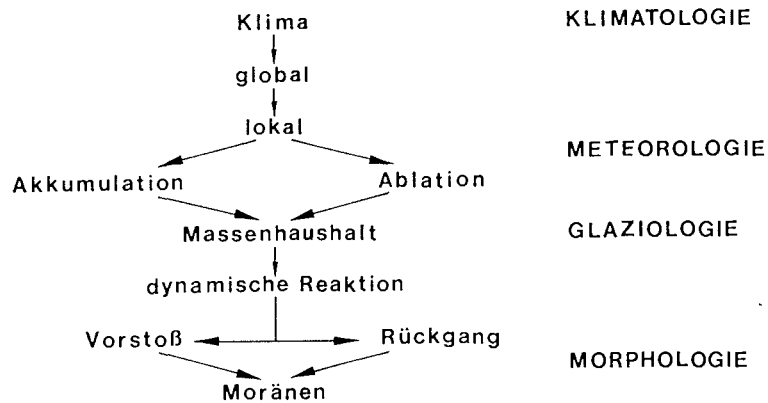 Klima
KLIMATOLOGIE
global
lokal
METEOROLOGIE
Akkumulation
Ablation
Massenhaushalt
GLAZIOLOGIE
dynamische Reaktion
Vorstoß
Rückgang
MORPHOLOGIE
Moränen